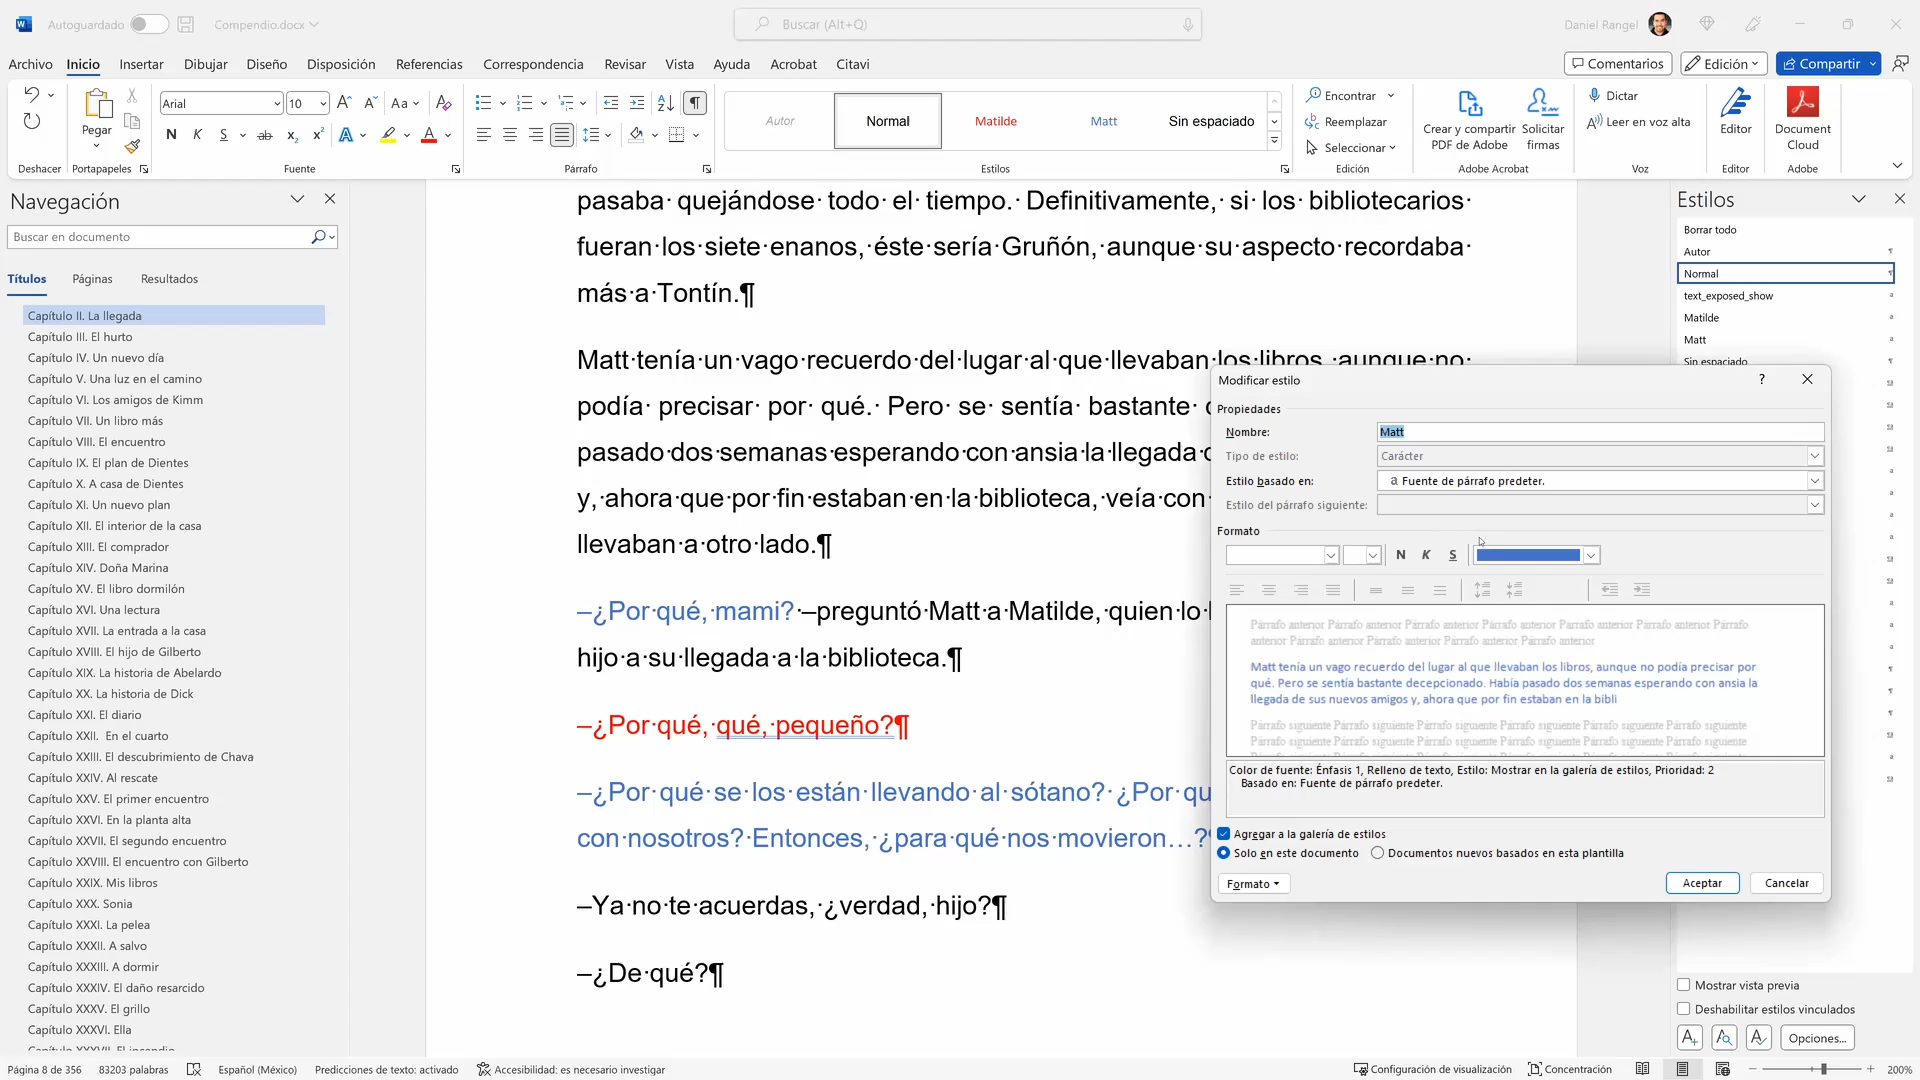 Autoguardado
Compendio.docx
Buscar (Alt+Q)
Daniel Rangel
Archivo Inicio Insertar Dibujar Diseño Disposición Referencias Correspondencia Revisar Vista Ayuda Acrobat Citavi
Comentarios Edición Compartir
Pegar
Arial 10 Aa
N K S ab x₂ x² A A
Autor Normal Matilde Matt Sin espaciado
Encontrar
Reemplazar
Seleccionar
Crear y compartir PDF de Adobe
Solicitar firmas
Dictar
Leer en voz alta
Editor
Document Cloud
Deshacer Portapapeles Fuente Párrafo Estilos Edición Adobe Acrobat Voz Editor Adobe
Navegación
Buscar en documento
Títulos Páginas Resultados
Capítulo II. La llegada
Capítulo III. El hurto
Capítulo IV. Un nuevo día
Capítulo V. Una luz en el camino
Capítulo VI. Los amigos de Kimm
Capítulo VII. Un libro más
Capítulo VIII. El encuentro
Capítulo IX. El plan de Dientes
Capítulo X. A casa de Dientes
Capítulo XI. Un nuevo plan
Capítulo XII. El interior de la casa
Capítulo XIII. El comprador
Capítulo XIV. Doña Marina
Capítulo XV. El libro dormilón
Capítulo XVI. Una lectura
Capítulo XVII. La entrada a la casa
Capítulo XVIII. El hijo de Gilberto
Capítulo XIX. La historia de Abelardo
Capítulo XX. La historia de Dick
Capítulo XXI. El diario
Capítulo XXII. En el cuarto
Capítulo XXIII. El descubrimiento de Chava
Capítulo XXIV. Al rescate
Capítulo XXV. El primer encuentro
Capítulo XXVI. En la planta alta
Capítulo XXVII. El segundo encuentro
Capítulo XXVIII. El encuentro con Gilberto
Capítulo XXIX. Mis libros
Capítulo XXX. Sonia
Capítulo XXXI. La pelea
Capítulo XXXII. A salvo
Capítulo XXXIII. A dormir
Capítulo XXXIV. El daño resarcido
Capítulo XXXV. El grillo
Capítulo XXXVI. Ella
Capítulo XXXVII. El incendio
pasaba quejándose todo el tiempo. Definitivamente, si los bibliotecarios
fueran los siete enanos, éste sería Gruñón, aunque su aspecto recordaba
más a Tontín.¶
Matt tenía un vago recuerdo del lugar al que llevaban los libros, aunque no
podía precisar por qué. Pero se sentía bastante
pasado dos semanas esperando con ansia la llegada
y, ahora que por fin estaban en la biblioteca, veía con
llevaban a otro lado.¶
–¿Por qué, mami? –preguntó Matt a Matilde, quien lo
hijo a su llegada a la biblioteca.¶
–¿Por qué, qué, pequeño?¶
–¿Por qué se los están llevando al sótano? ¿Por
con nosotros? Entonces, ¿para qué nos movieron…?
–Ya no te acuerdas, ¿verdad, hijo?¶
–¿De qué?¶
Estilos
Borrar todo
Autor ¶
Normal ¶
text_exposed_show a
Matilde a
Matt a
Sin espaciado ¶
Modificar estilo ?
Propiedades
Nombre: Matt
Tipo de estilo: Carácter
Estilo basado en: a Fuente de párrafo predeter.
Estilo del párrafo siguiente:
Formato
N K S
Párrafo anterior Párrafo anterior Párrafo anterior Párrafo anterior Párrafo anterior Párrafo anterior Párrafo
anterior Párrafo anterior Párrafo anterior Párrafo anterior Párrafo anterior
Matt tenía un vago recuerdo del lugar al que llevaban los libros, aunque no podía precisar por
qué. Pero se sentía bastante decepcionado. Había pasado dos semanas esperando con ansia la
llegada de sus nuevos amigos y, ahora que por fin estaban en la bibli
Párrafo siguiente Párrafo siguiente Párrafo siguiente Párrafo siguiente Párrafo siguiente Párrafo siguiente
Párrafo siguiente Párrafo siguiente Párrafo siguiente Párrafo siguiente Párrafo siguiente Párrafo siguiente
Color de fuente: Énfasis 1, Relleno de texto, Estilo: Mostrar en la galería de estilos, Prioridad: 2
Basado en: Fuente de párrafo predeter.
Agregar a la galería de estilos
Solo en este documento Documentos nuevos basados en esta plantilla
Formato Aceptar Cancelar
Mostrar vista previa
Deshabilitar estilos vinculados
Opciones...
Página 8 de 356 83203 palabras Español (México) Predicciones de texto: activado Accesibilidad: es necesario investigar Configuración de visualización Concentración 200%